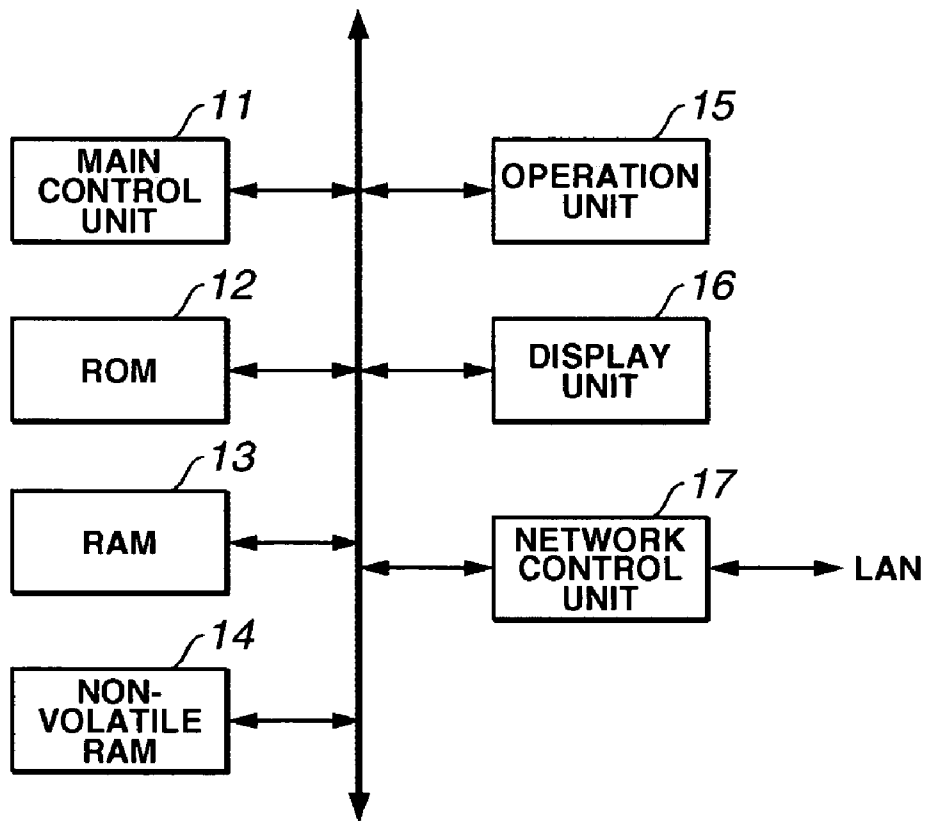 11
MAIN
CONTROL
UNIT
12
ROM
13
RAM
14
NON-
VOLATILE
RAM
15
OPERATION
UNIT
16
DISPLAY
UNIT
17
NETWORK
CONTROL
UNIT
LAN